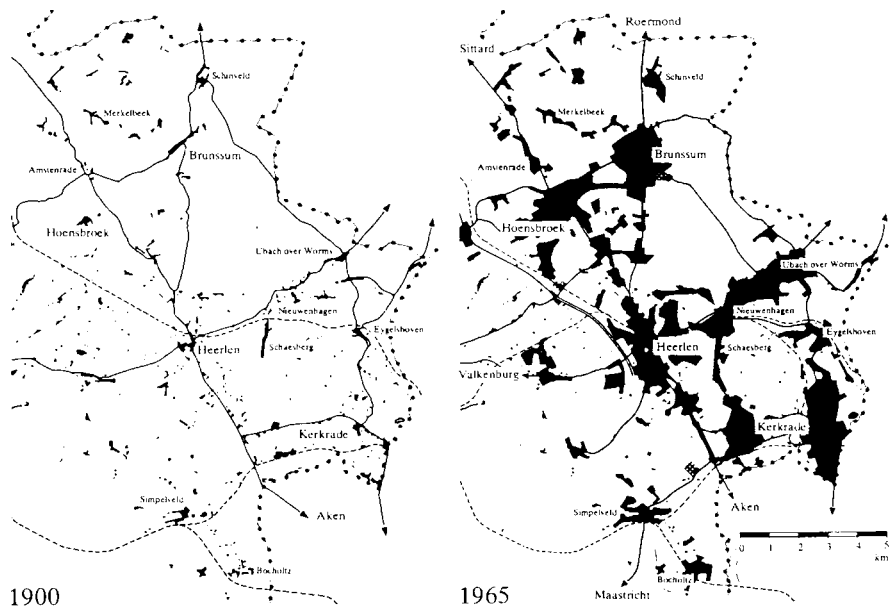 Schinveld
Merkelbeek
Brunssum
Amstenrade
Hoensbroek
Ubach over Worms
Nieuwenhagen
Eygelshoven
Heerlen
Schaesberg
Kerkrade
Simpelveld
Aken
Bocholtz
1900
Roermond
Sittard
Schinveld
Merkelbeek
Brunssum
Amstenrade
Hoensbroek
Ubach over Worms
Nieuwenhagen
Eygelshoven
Heerlen
Schaesberg
Valkenburg
Kerkrade
Simpelveld
Aken
0 1 2 3 4 5
km
Bocholtz
Maastricht
1965